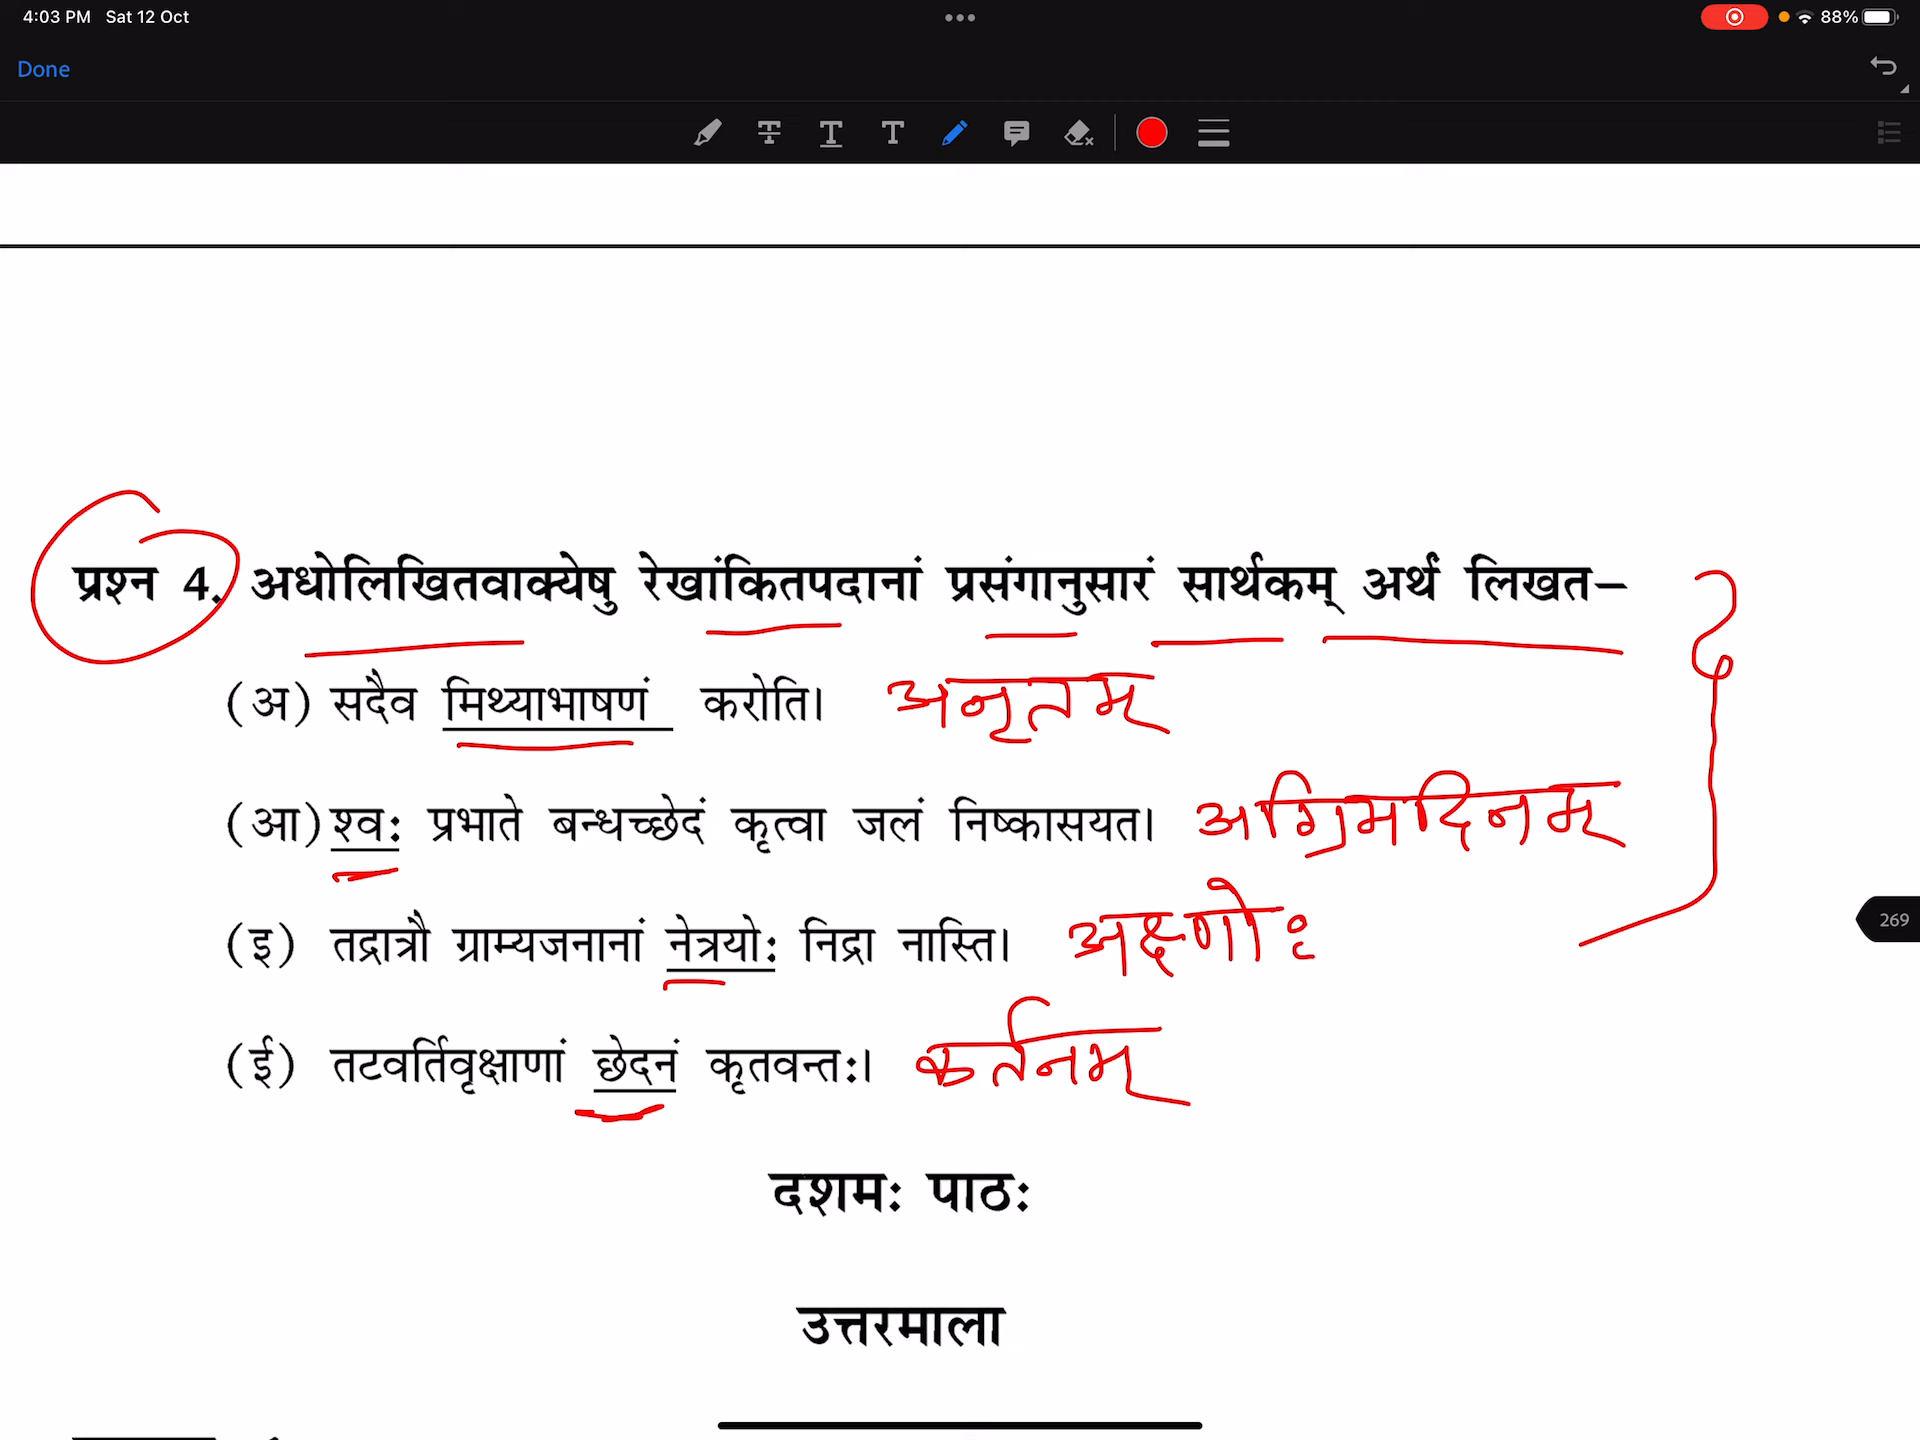 4:03 PM Sat 12 Oct
88%
Done
प्रश्न 4. अधोलिखितवाक्येषु रेखांकितपदानां प्रसंगानुसारं सार्थकम् अर्थं लिखत–
(अ) सदैव मिथ्याभाषणं करोति। अनृतम्
(आ) श्वः प्रभाते बन्धच्छेदं कृत्वा जलं निष्कासयत। अग्रिमदिनम्
(इ) तद्रात्रौ ग्राम्यजनानां नेत्रयोः निद्रा नास्ति। अक्ष्णोः
269
(ई) तटवर्तिवृक्षाणां छेदनं कृतवन्तः। कर्तनम्
दशमः पाठः
उत्तरमाला